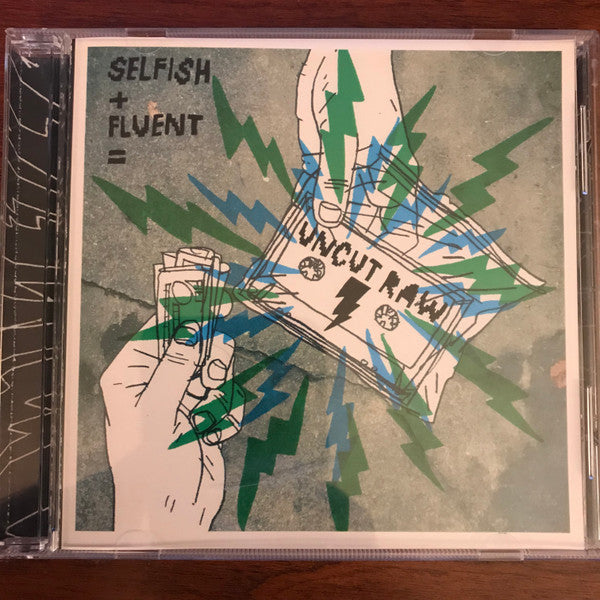 SELFISH
+
FLUENT
=
UNCUT RAW